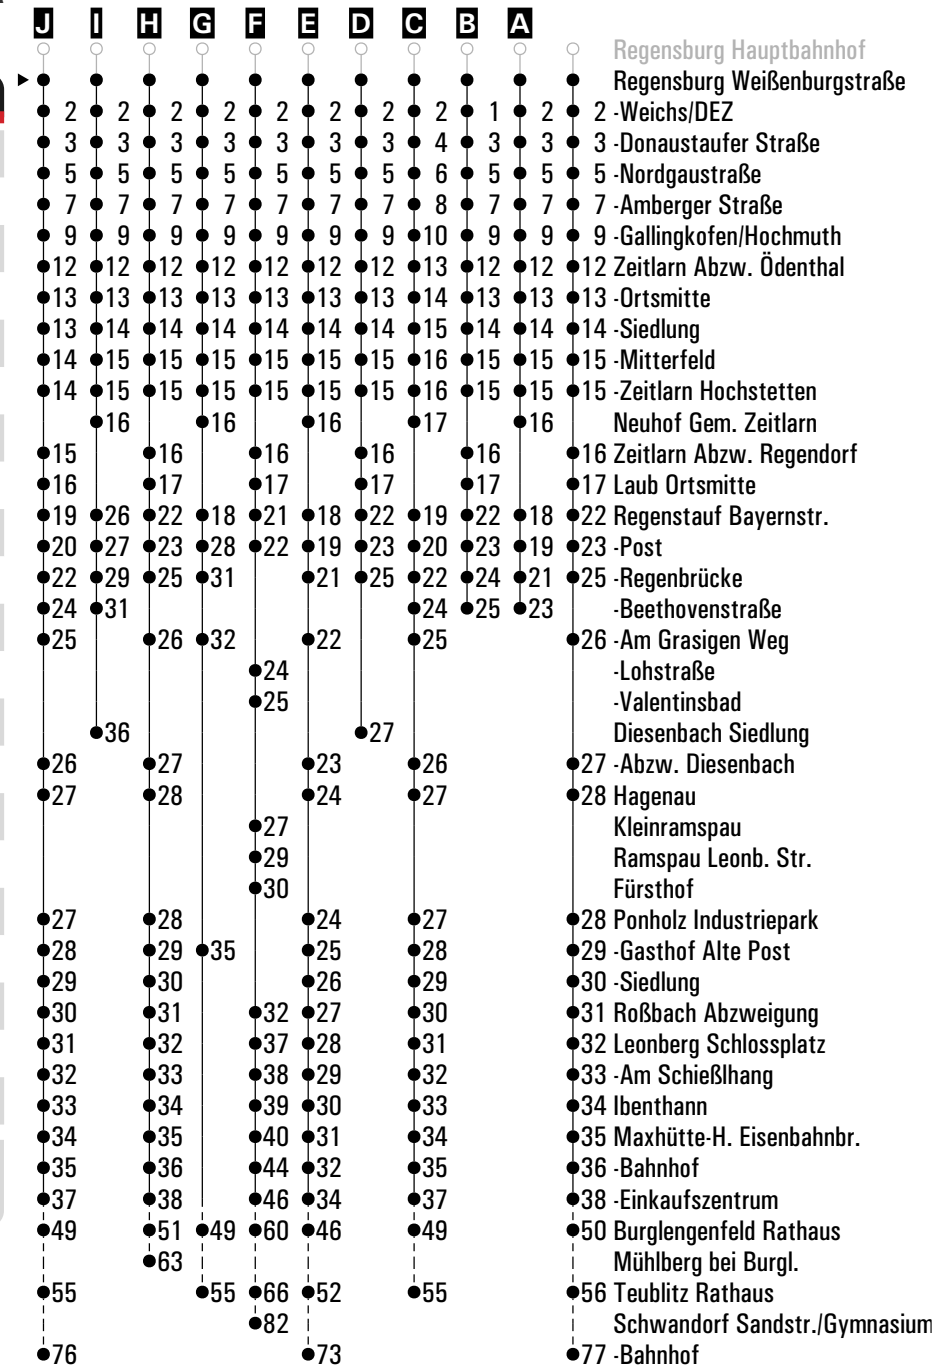 J I H G F E D C B A
Regensburg Hauptbahnhof
Regensburg Weißenburgstraße
2 2 2 2 2 2 2 2 1 2 2 -Weichs/DEZ
3 3 3 3 3 3 3 4 3 3 3 -Donaustaufer Straße
5 5 5 5 5 5 5 6 5 5 5 -Nordgaustraße
7 7 7 7 7 7 7 8 7 7 7 -Amberger Straße
9 9 9 9 9 9 9 10 9 9 9 -Gallingkofen/Hochmuth
12 12 12 12 12 12 12 13 12 12 12 Zeitlarn Abzw. Ödenthal
13 13 13 13 13 13 13 14 13 13 13 -Ortsmitte
13 14 14 14 14 14 14 15 14 14 14 -Siedlung
14 15 15 15 15 15 15 16 15 15 15 -Mitterfeld
14 15 15 15 15 15 15 16 15 15 15 -Zeitlarn Hochstetten
16 16 16 17 16 Neuhof Gem. Zeitlarn
15 16 16 16 16 16 Zeitlarn Abzw. Regendorf
16 17 17 17 17 17 Laub Ortsmitte
19 26 22 18 21 18 22 19 22 18 22 Regenstauf Bayernstr.
20 27 23 28 22 19 23 20 23 19 23 -Post
22 29 25 31 21 25 22 24 21 25 -Regenbrücke
24 31 24 25 23 -Beethovenstraße
25 26 32 22 25 26 -Am Grasigen Weg
24 -Lohstraße
25 -Valentinsbad
36 27 Diesenbach Siedlung
26 27 23 26 27 -Abzw. Diesenbach
27 28 24 27 28 Hagenau
27 Kleinramspau
29 Ramspau Leonb. Str.
30 Fürsthof
27 28 24 27 28 Ponholz Industriepark
28 29 35 25 28 29 -Gasthof Alte Post
29 30 26 29 30 -Siedlung
30 31 32 27 30 31 Roßbach Abzweigung
31 32 37 28 31 32 Leonberg Schlossplatz
32 33 38 29 32 33 -Am Schießlhang
33 34 39 30 33 34 Ibenthann
34 35 40 31 34 35 Maxhütte-H. Eisenbahnbr.
35 36 44 32 35 36 -Bahnhof
37 38 46 34 37 38 -Einkaufszentrum
49 51 49 60 46 49 50 Burglengenfeld Rathaus
63 Mühlberg bei Burgl.
55 55 66 52 55 56 Teublitz Rathaus
82 Schwandorf Sandstr./Gymnasium
76 73 77 -Bahnhof